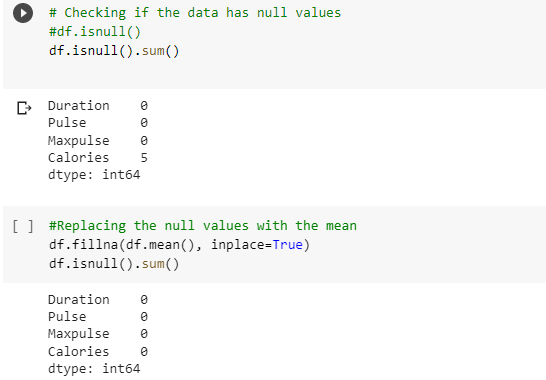 # Checking if the data has null values
#df.isnull()
df.isnull().sum()
Duration    0
Pulse       0
Maxpulse    0
Calories    5
dtype: int64
[ ] #Replacing the null values with the mean
df.fillna(df.mean(), inplace=True)
df.isnull().sum()
Duration    0
Pulse       0
Maxpulse    0
Calories    0
dtype: int64